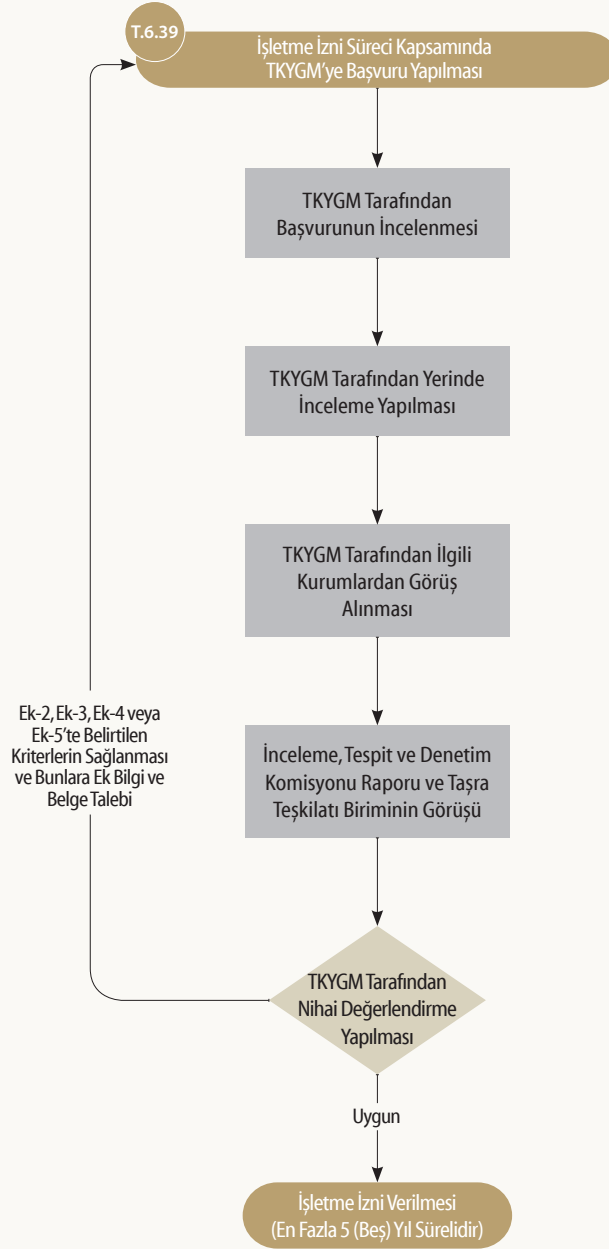 T.6.39
İşletme İzni Süreci Kapsamında
TKYGM'ye Başvuru Yapılması
TKYGM Tarafından
Başvurunun İncelenmesi
TKYGM Tarafından Yerinde
İnceleme Yapılması
TKYGM Tarafından İlgili
Kurumlardan Görüş
Alınması
Ek-2, Ek-3, Ek-4 veya
Ek-5'te Belirtilen
Kriterlerin Sağlanması
ve Bunlara Ek Bilgi ve
Belge Talebi
İnceleme, Tespit ve Denetim
Komisyonu Raporu ve Taşra
Teşkilatı Biriminin Görüşü
TKYGM Tarafından
Nihai Değerlendirme
Yapılması
Uygun
İşletme İzni Verilmesi
(En Fazla 5 (Beş) Yıl Sürelidir)